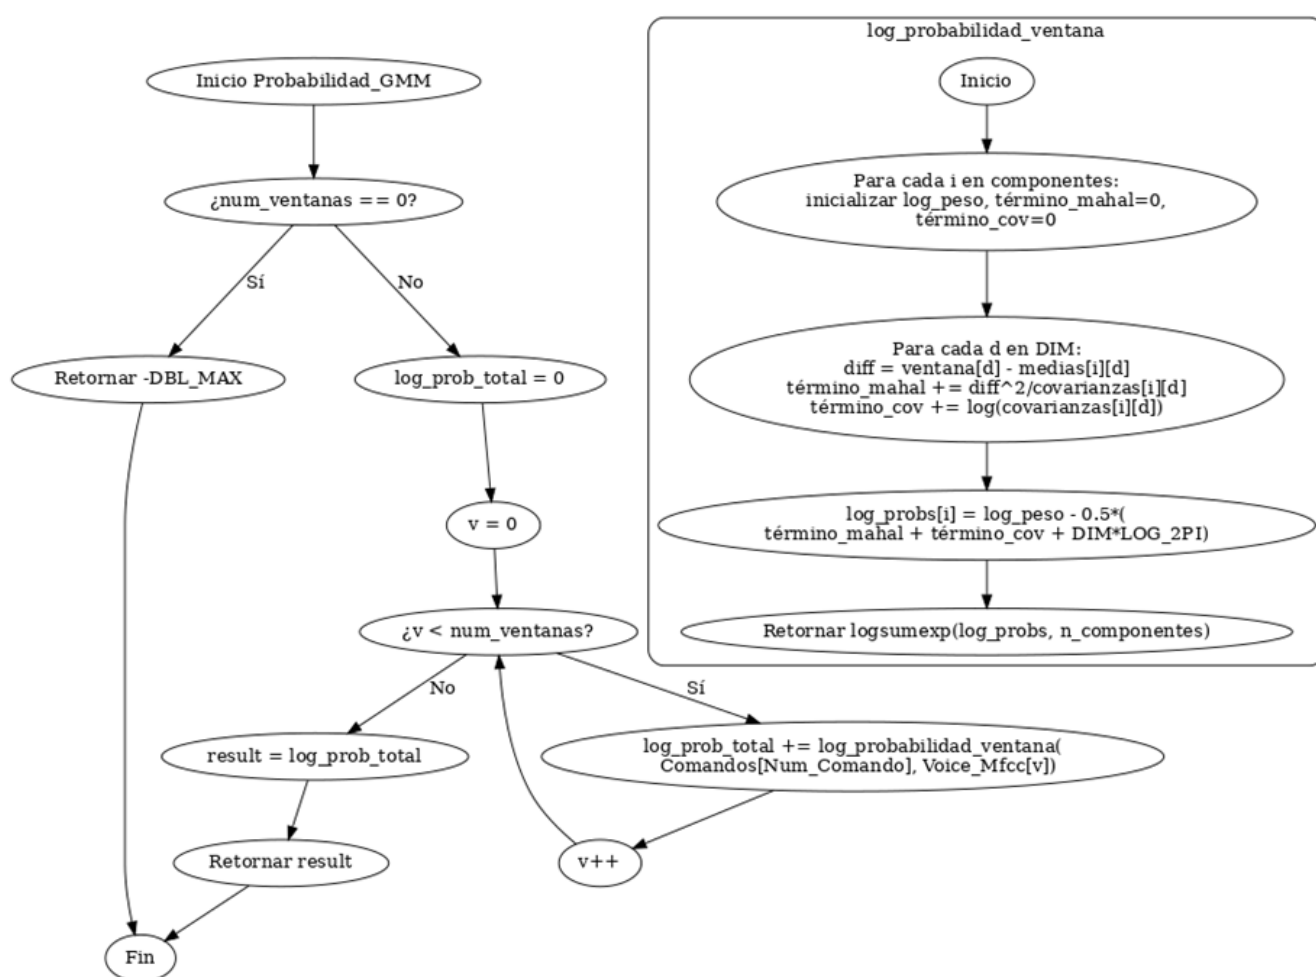 Inicio Probabilidad_GMM
¿num_ventanas == 0?
Sí
No
Retornar -DBL_MAX
log_prob_total = 0
v = 0
¿v < num_ventanas?
No
Sí
result = log_prob_total
log_prob_total += log_probabilidad_ventana(
Comandos[Num_Comando], Voice_Mfcc[v])
Retornar result
v++
Fin
log_probabilidad_ventana
Inicio
Para cada i en componentes:
inicializar log_peso, término_mahal=0,
término_cov=0
Para cada d en DIM:
diff = ventana[d] - medias[i][d]
término_mahal += diff^2/covarianzas[i][d]
término_cov += log(covarianzas[i][d])
log_probs[i] = log_peso - 0.5*(
término_mahal + término_cov + DIM*LOG_2PI)
Retornar logsumexp(log_probs, n_componentes)